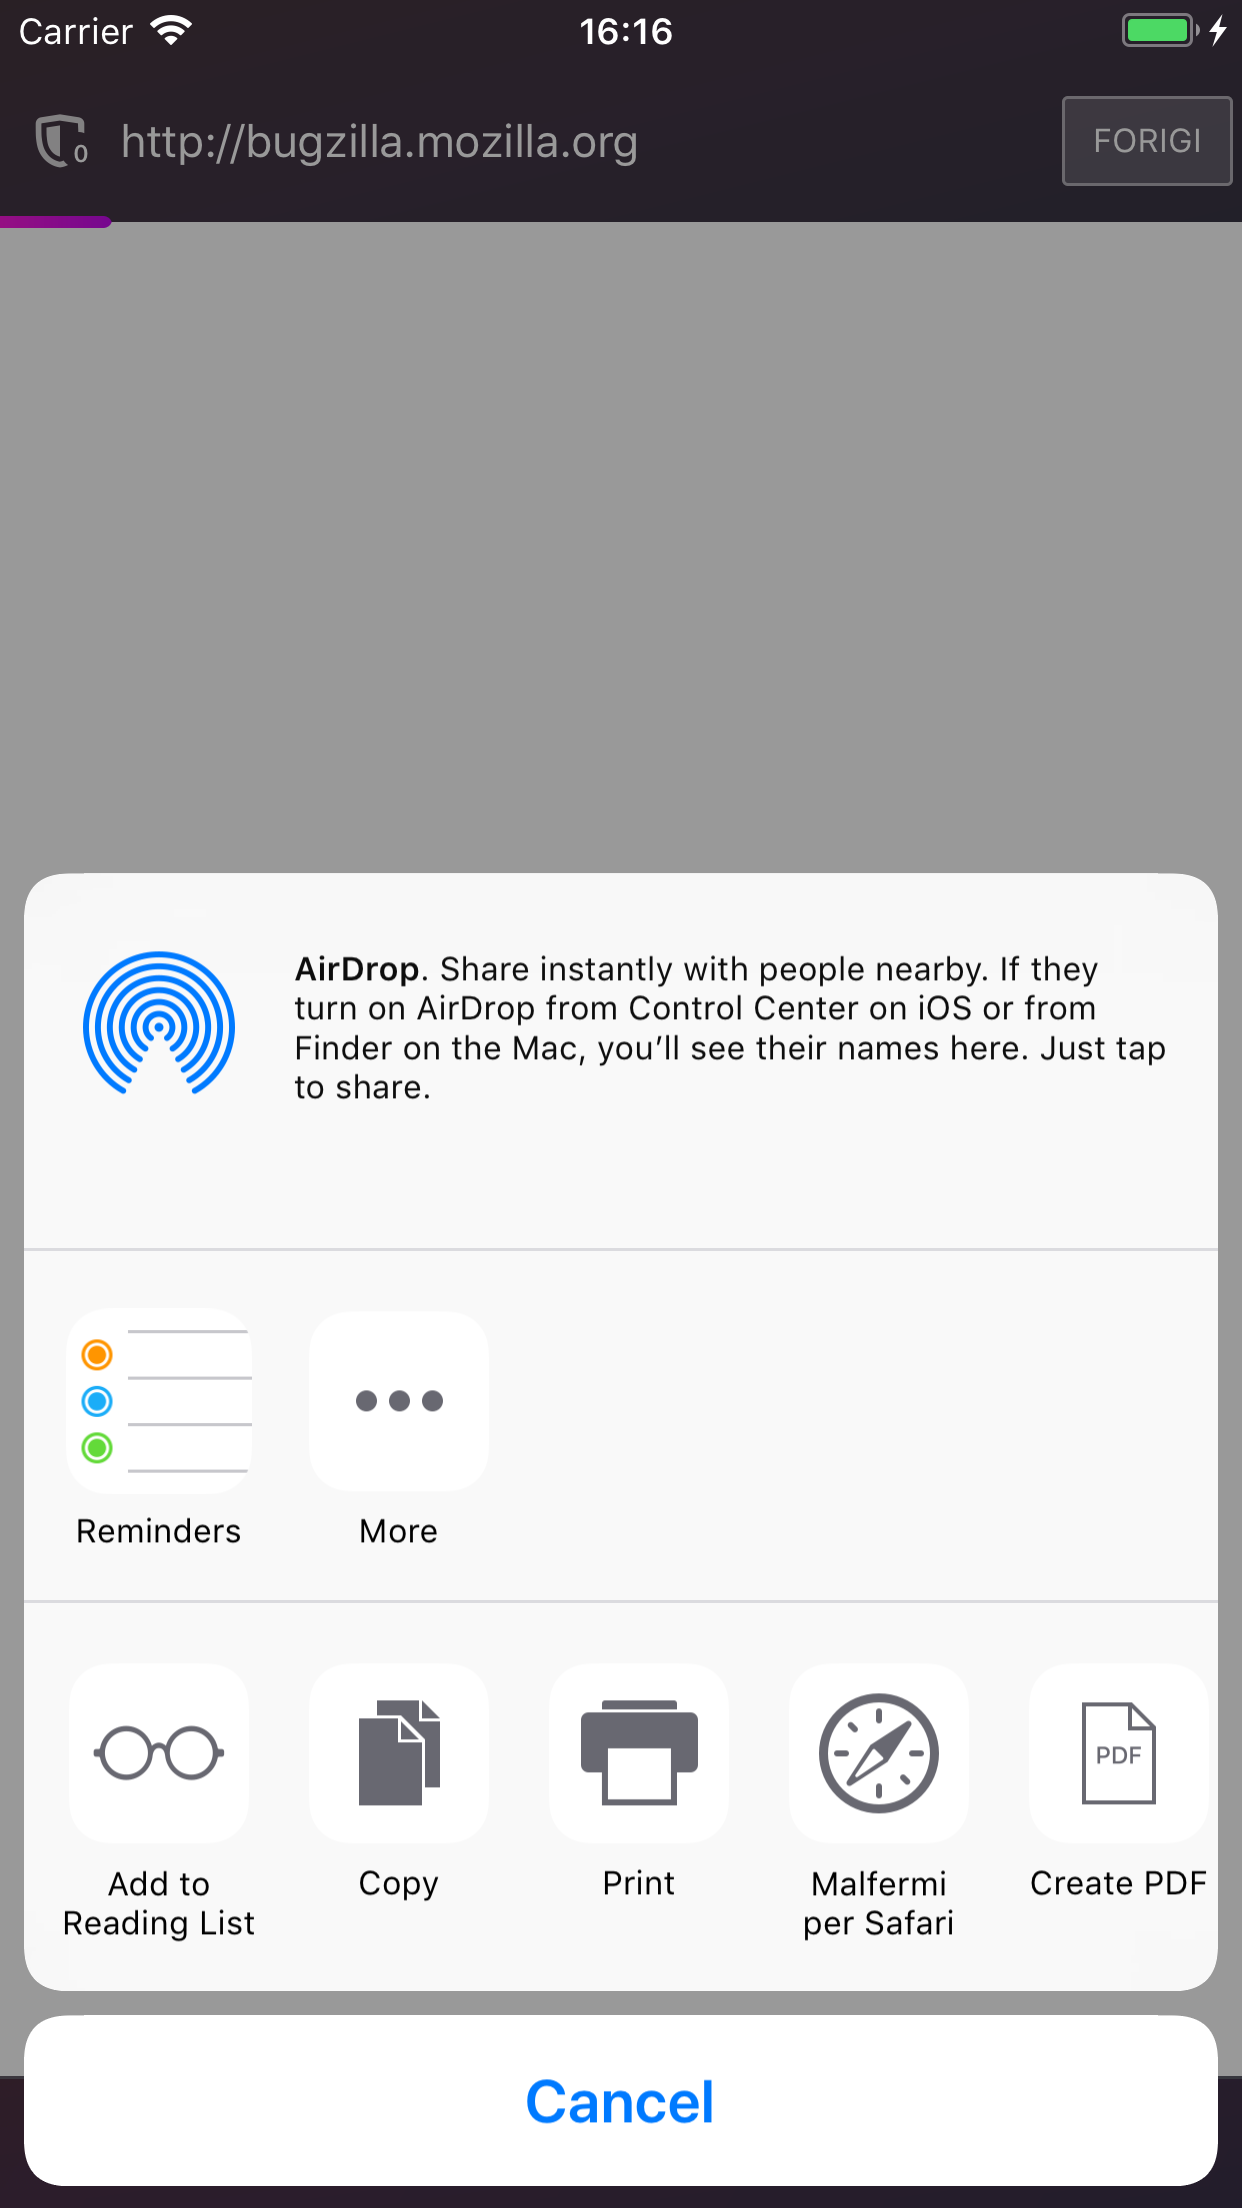 Carrier 16:16
0 http://bugzilla.mozilla.org FORIGI
AirDrop. Share instantly with people nearby. If they
turn on AirDrop from Control Center on iOS or from
Finder on the Mac, you’ll see their names here. Just tap
to share.
Reminders
More
Add to
Reading List
Copy
Print
Malfermi
per Safari
PDF
Create PDF
Cancel